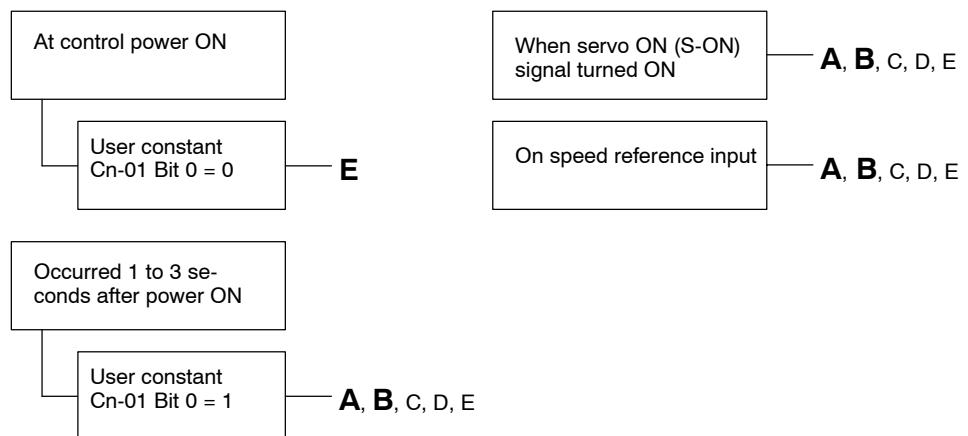 At control power ON
User constant
Cn-01 Bit 0 = 0
E
When servo ON (S-ON)
signal turned ON
A, B, C, D, E
On speed reference input
A, B, C, D, E
Occurred 1 to 3 se-
conds after power ON
User constant
Cn-01 Bit 0 = 1
A, B, C, D, E